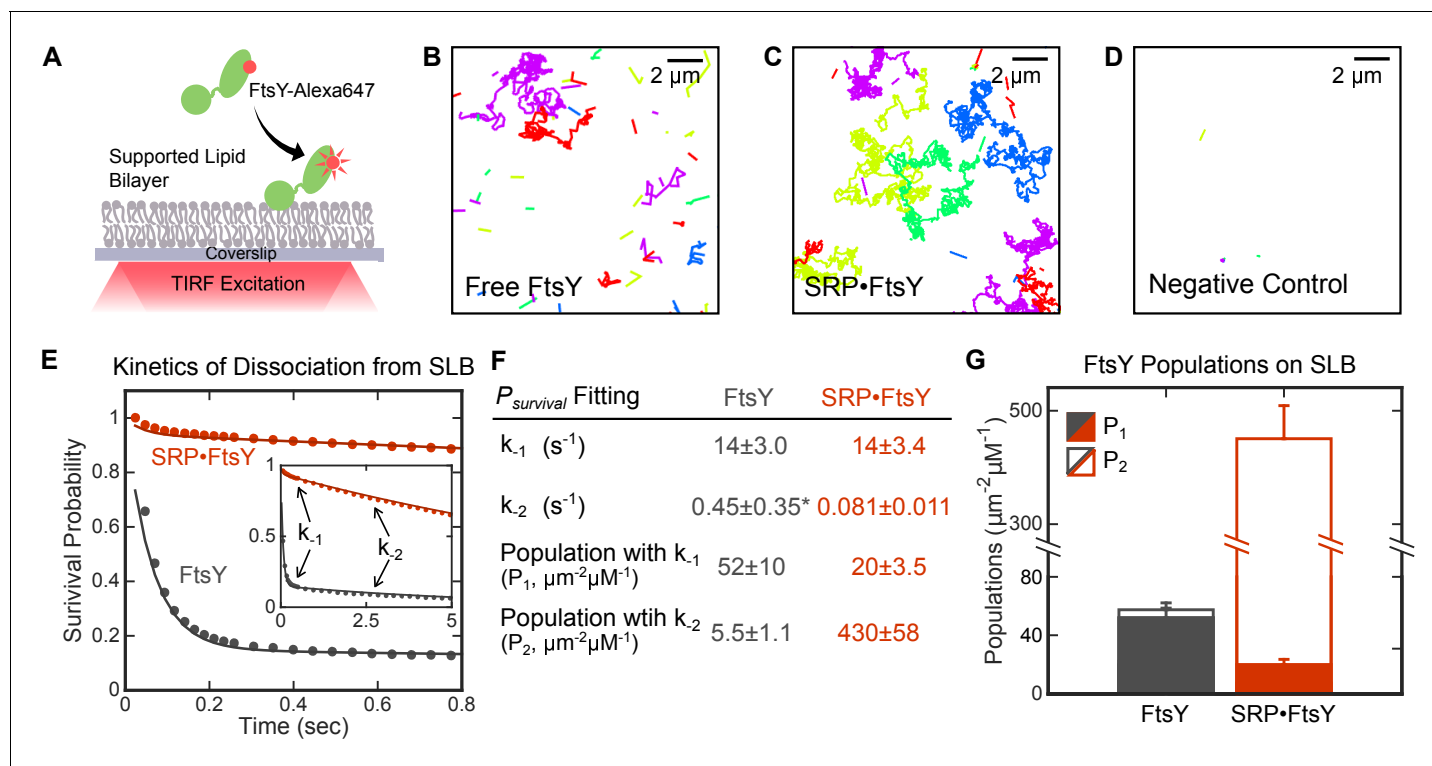 A
FtsY-Alexa647
Supported Lipid
Bilayer
Coverslip
TIRF Excitation
B
2 µm
Free FtsY
C
2 µm
SRP•FtsY
D
2 µm
Negative Control
E
Kinetics of Dissociation from SLB
Surivival Probability
1
0.8
0.6
0.4
0.2
0
0.2
0.4
0.6
0.8
Time (sec)
SRP•FtsY
FtsY
1
0.5
0
0
2.5
5
k-1
k-2
F
Psurvival Fitting FtsY SRP•FtsY
k-1 (s-1) 14±3.0 14±3.4
k-2 (s-1) 0.45±0.35* 0.081±0.011
Population with k-1
(P1, µm-2µM-1) 52±10 20±3.5
Population wtih k-2
(P2, µm-2µM-1) 5.5±1.1 430±58
G
FtsY Populations on SLB
Populations (µm-2µM-1)
500
300
80
40
0
P1
P2
FtsY
SRP•FtsY